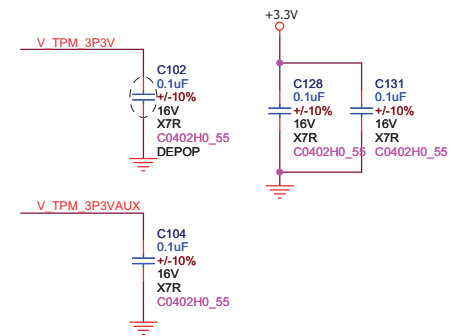 +3.3V
V_TPM_3P3V
C102
0.1uF
+/-10%
16V
X7R
C0402H0_55
DEPOP
C128
0.1uF
+/-10%
16V
X7R
C0402H0_55
C131
0.1uF
+/-10%
16V
X7R
C0402H0_55
V_TPM_3P3VAUX
C104
0.1uF
+/-10%
16V
X7R
C0402H0_55